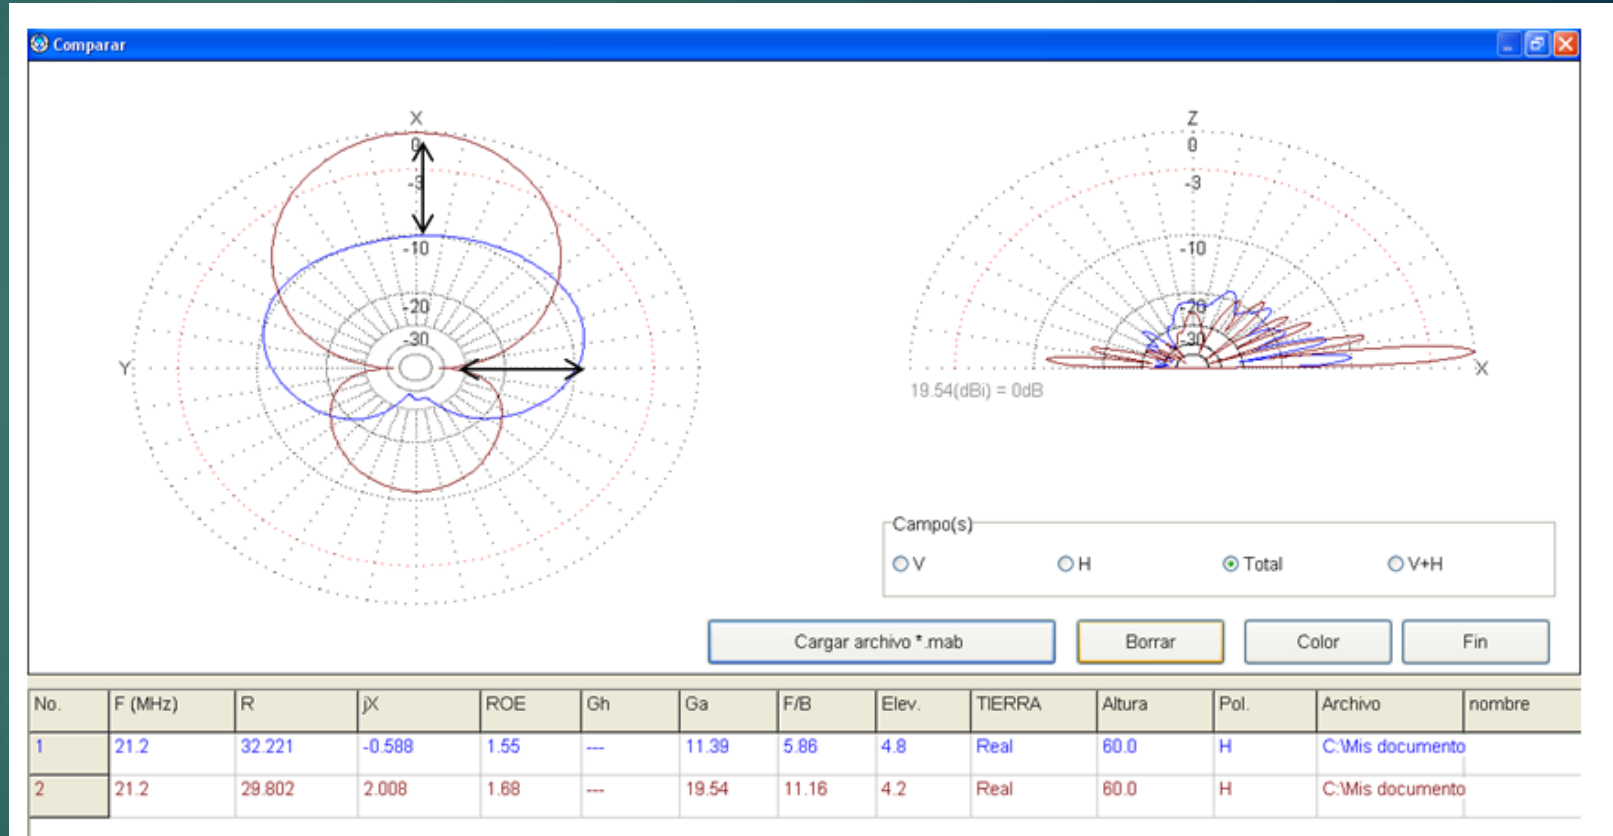 Comparar
X
0
-3
-10
-20
-30
Y
Z
0
-3
-10
-20
-30
X
19.54(dBi) = 0dB
Campo(s)
V H Total V+H
Cargar archivo *.mab Borrar Color Fin
No. F (MHz) R jX ROE Gh Ga F/B Elev. TIERRA Altura Pol. Archivo nombre
1 21.2 32.221 -0.588 1.55 --- 11.39 5.86 4.8 Real 60.0 H C:\Mis documento
2 21.2 29.802 2.008 1.68 --- 19.54 11.16 4.2 Real 60.0 H C:\Mis documento